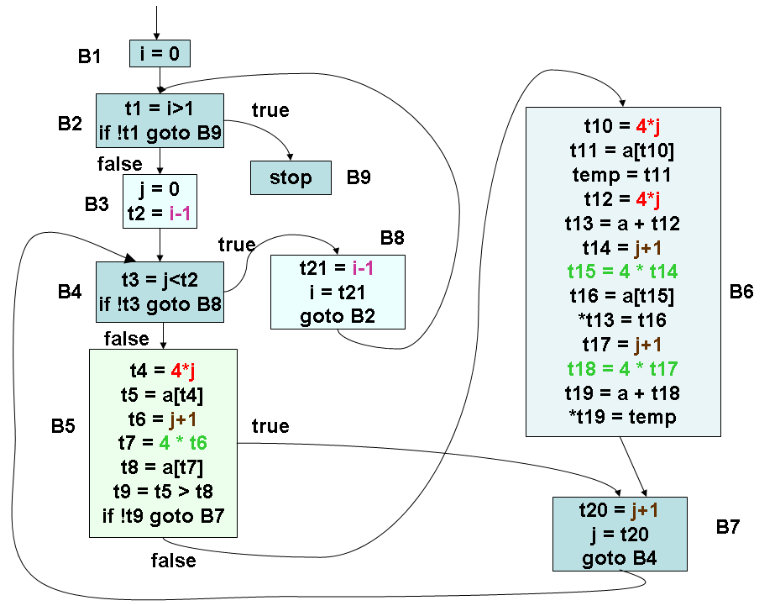 B1
i = 0
B2
t1 = i>1
if !t1 goto B9
true
false
stop
B9
B3
j = 0
t2 = i-1
B4
t3 = j<t2
if !t3 goto B8
true
false
B8
t21 = i-1
i = t21
goto B2
B5
t4 = 4*j
t5 = a[t4]
t6 = j+1
t7 = 4 * t6
t8 = a[t7]
t9 = t5 > t8
if !t9 goto B7
true
false
B6
t10 = 4*j
t11 = a[t10]
temp = t11
t12 = 4*j
t13 = a + t12
t14 = j+1
t15 = 4 * t14
t16 = a[t15]
*t13 = t16
t17 = j+1
t18 = 4 * t17
t19 = a + t18
*t19 = temp
B7
t20 = j+1
j = t20
goto B4